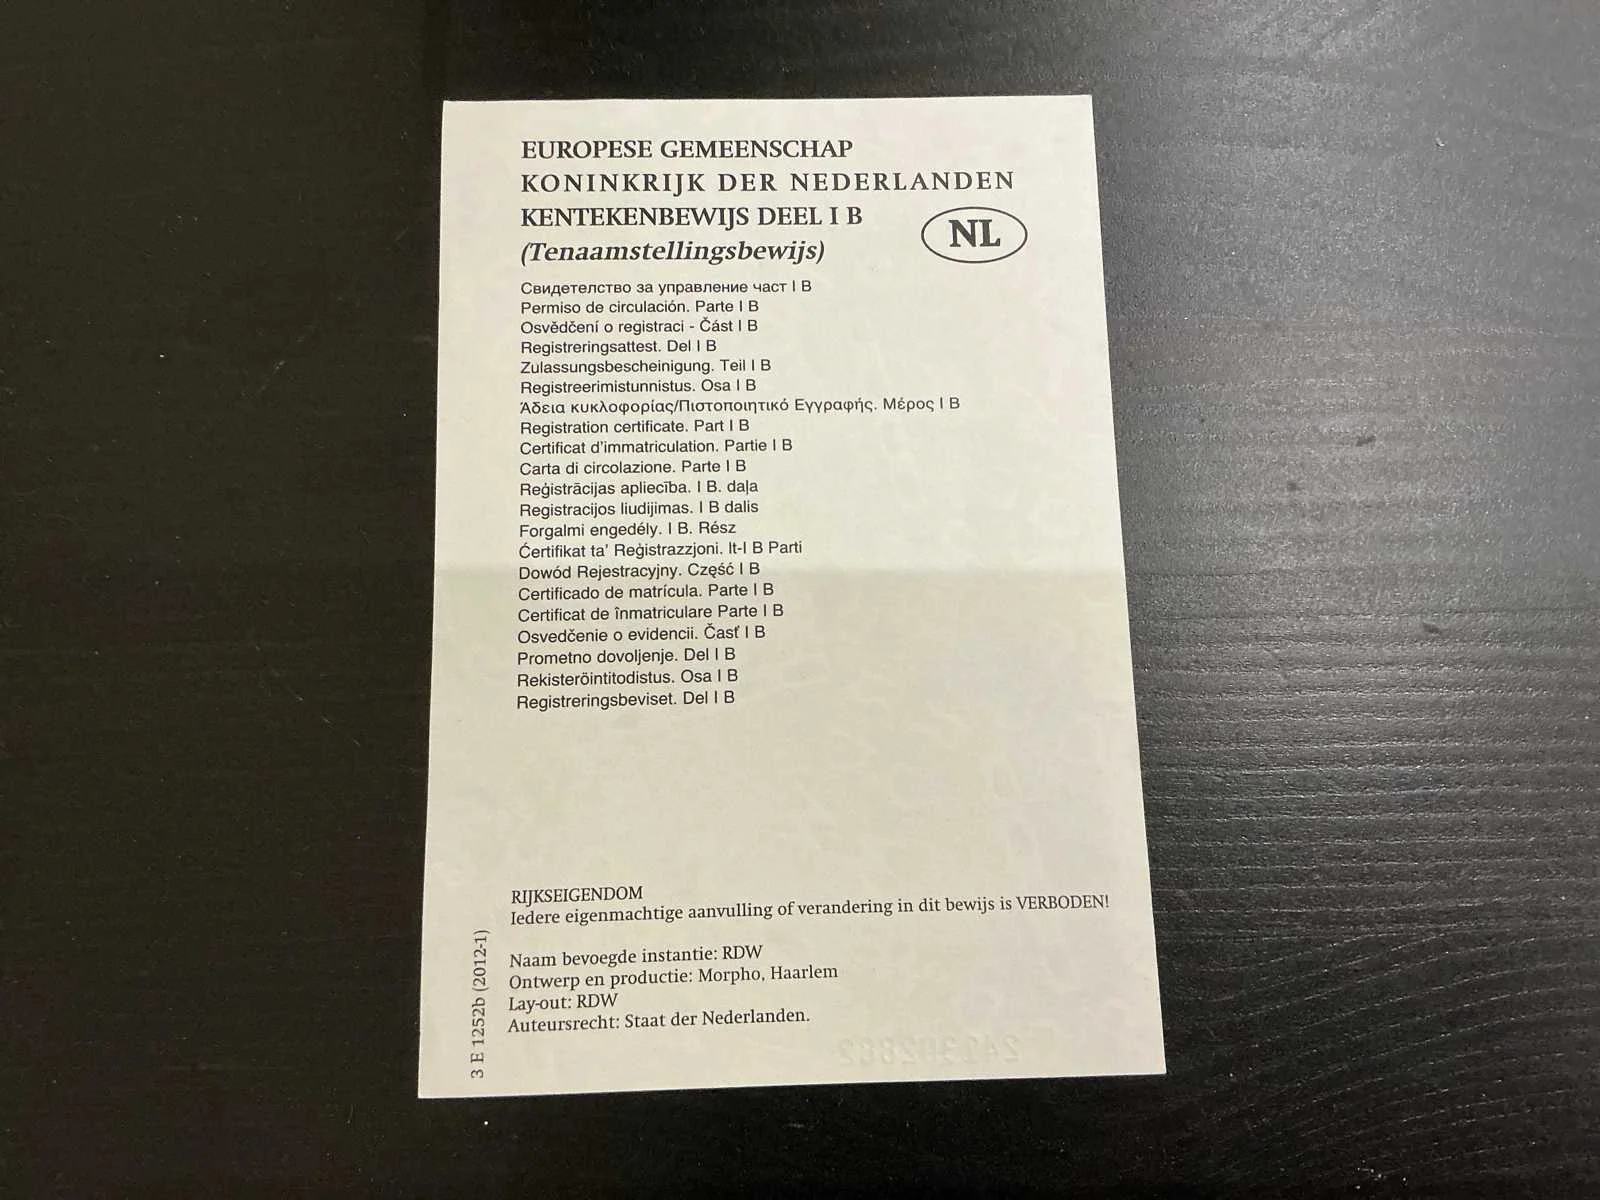 EUROPESE GEMEENSCHAP
KONINKRIJK DER NEDERLANDEN
KENTEKENBEWIJS DEEL I B
(Tenaamstellingsbewijs)
NL
Свидетелство за управление част I B
Permiso de circulación. Parte I B
Osvědčení o registraci - Část I B
Registreringsattest. Del I B
Zulassungsbescheinigung. Teil I B
Registreerimistunnistus. Osa I B
Άδεια κυκλοφορίας/Πιστοποιητικό Εγγραφής. Μέρος I B
Registration certificate. Part I B
Certificat d'immatriculation. Partie I B
Carta di circolazione. Parte I B
Reģistrācijas apliecība. I B. daļa
Registracijos liudijimas. I B dalis
Forgalmi engedély. I B. Rész
Ċertifikat ta' Reġistrazzjoni. It-I B Parti
Dowód Rejestracyjny. Część I B
Certificado de matrícula. Parte I B
Certificat de înmatriculare Parte I B
Osvedčenie o evidencii. Časť I B
Prometno dovoljenje. Del I B
Rekisteröintitodistus. Osa I B
Registreringsbeviset. Del I B
RIJKSEIGENDOM
Iedere eigenmachtige aanvulling of verandering in dit bewijs is VERBODEN!
Naam bevoegde instantie: RDW
Ontwerp en productie: Morpho, Haarlem
Lay-out: RDW
Auteursrecht: Staat der Nederlanden.
3 E 1252b (2012-1)